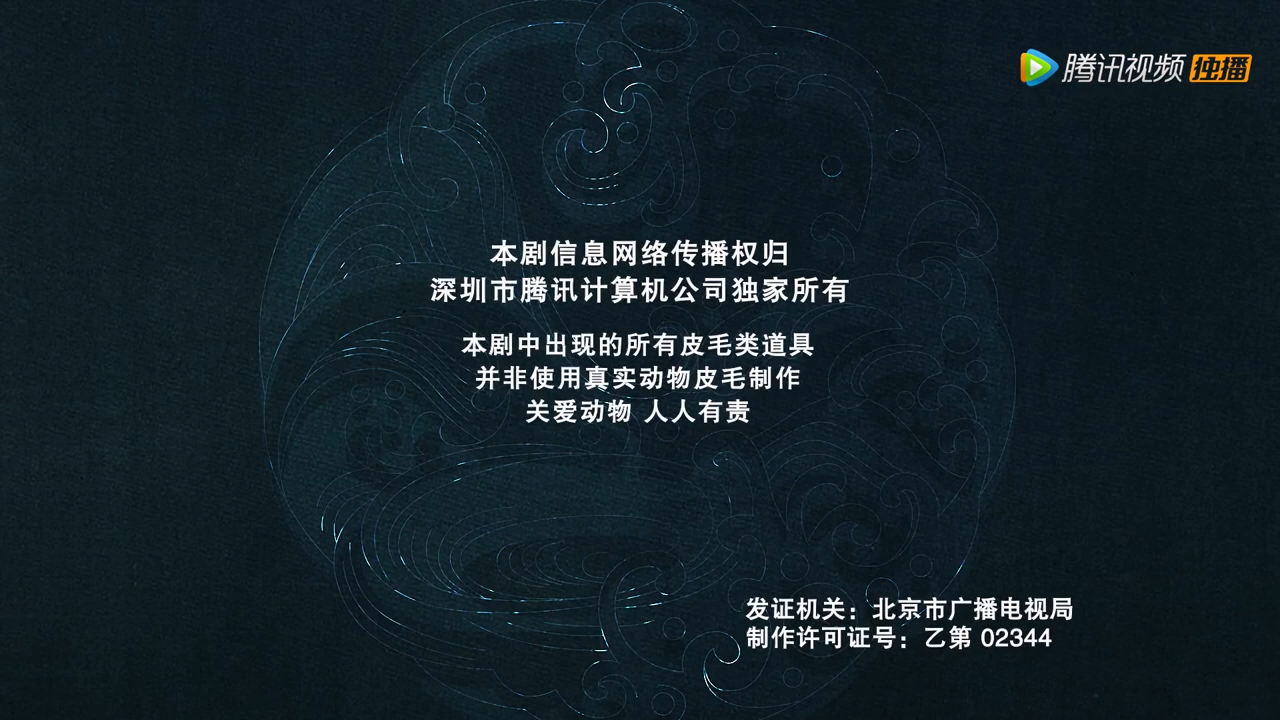 腾讯视频 独播
本剧信息网络传播权归
深圳市腾讯计算机公司独家所有
本剧中出现的所有皮毛类道具
并非使用真实动物皮毛制作
关爱动物 人人有责
发证机关：北京市广播电视局
制作许可证号：乙第 02344